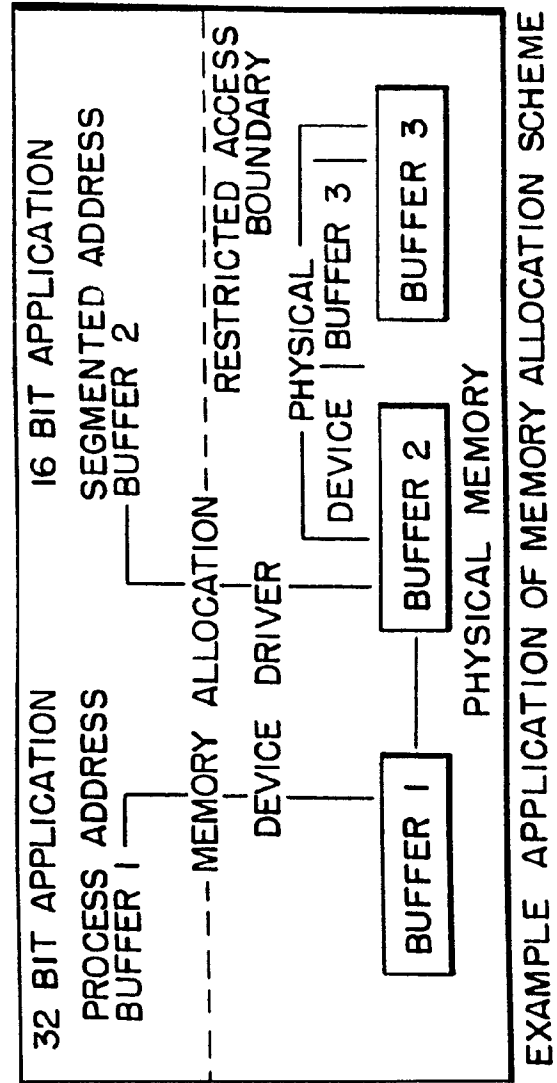 32 BIT APPLICATION
PROCESS ADDRESS
BUFFER 1
16 BIT APPLICATION
SEGMENTED ADDRESS
BUFFER 2
MEMORY ALLOCATION
RESTRICTED ACCESS
BOUNDARY
DEVICE DRIVER
PHYSICAL
DEVICE
BUFFER 3
BUFFER 1
BUFFER 2
BUFFER 3
PHYSICAL MEMORY
EXAMPLE APPLICATION OF MEMORY ALLOCATION SCHEME